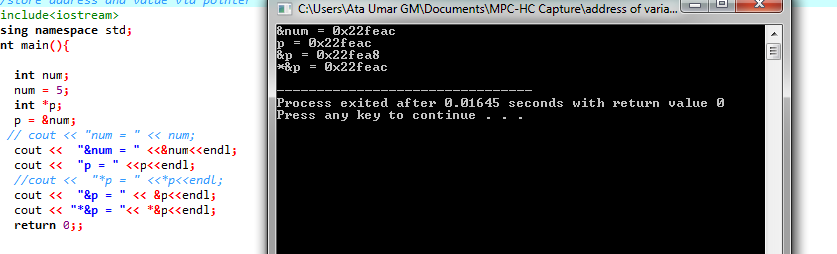 /store address and value via pointer
include<iostream>
sing namespace std;
nt main(){
int num;
num = 5;
int *p;
p = &num;
// cout << "num = " << num;
cout <<  "&num = " <<&num<<endl;
cout <<  "p = " <<p<<endl;
//cout <<  "*p = " <<*p<<endl;
cout <<  "&p = " << &p<<endl;
cout << "*&p = "<< *&p<<endl;
return 0;;
C:\Users\Ata Umar GM\Documents\MPC-HC Capture\address of varia...
&num = 0x22feac
p = 0x22feac
&p = 0x22fea8
*&p = 0x22feac
--------------------------------
Process exited after 0.01645 seconds with return value 0
Press any key to continue . . .